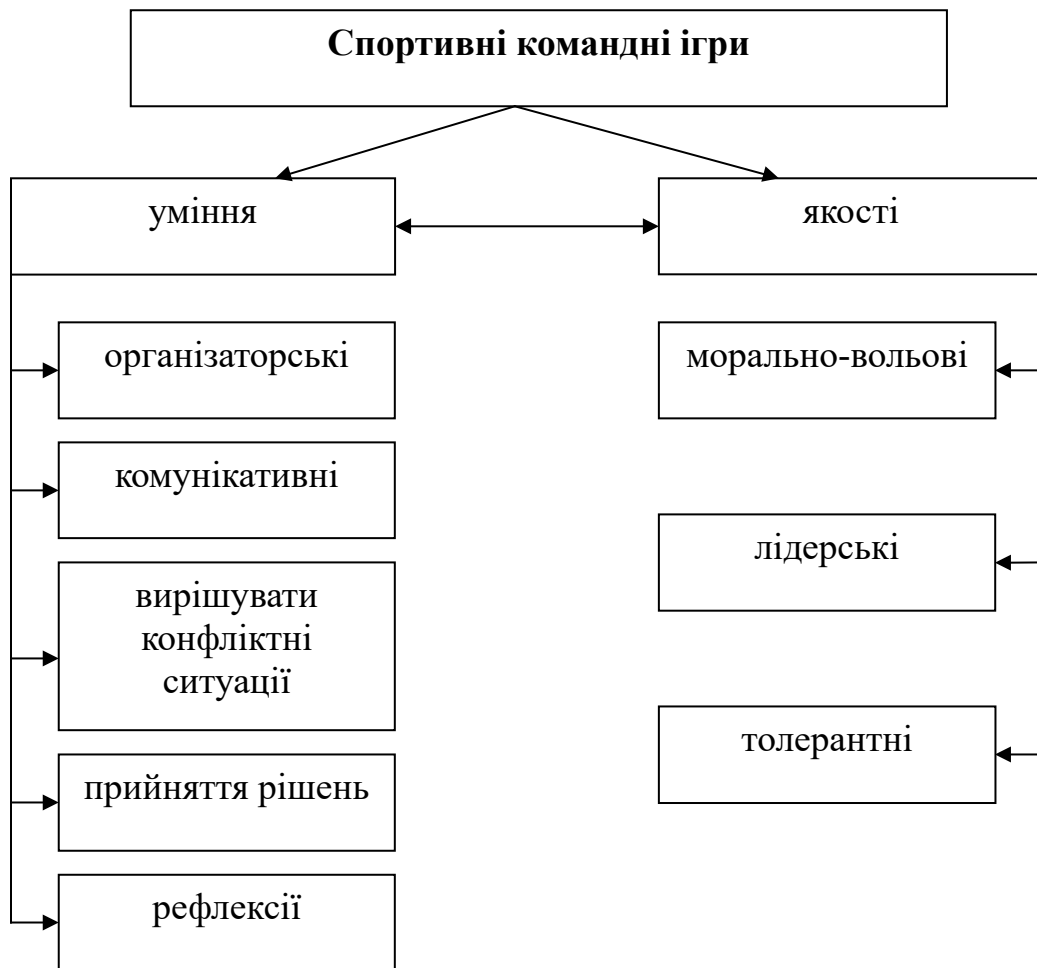 Спортивні командні ігри
уміння
якості
організаторські
комунікативні
вирішувати
конфліктні
ситуації
прийняття рішень
рефлексії
морально-вольові
лідерські
толерантні